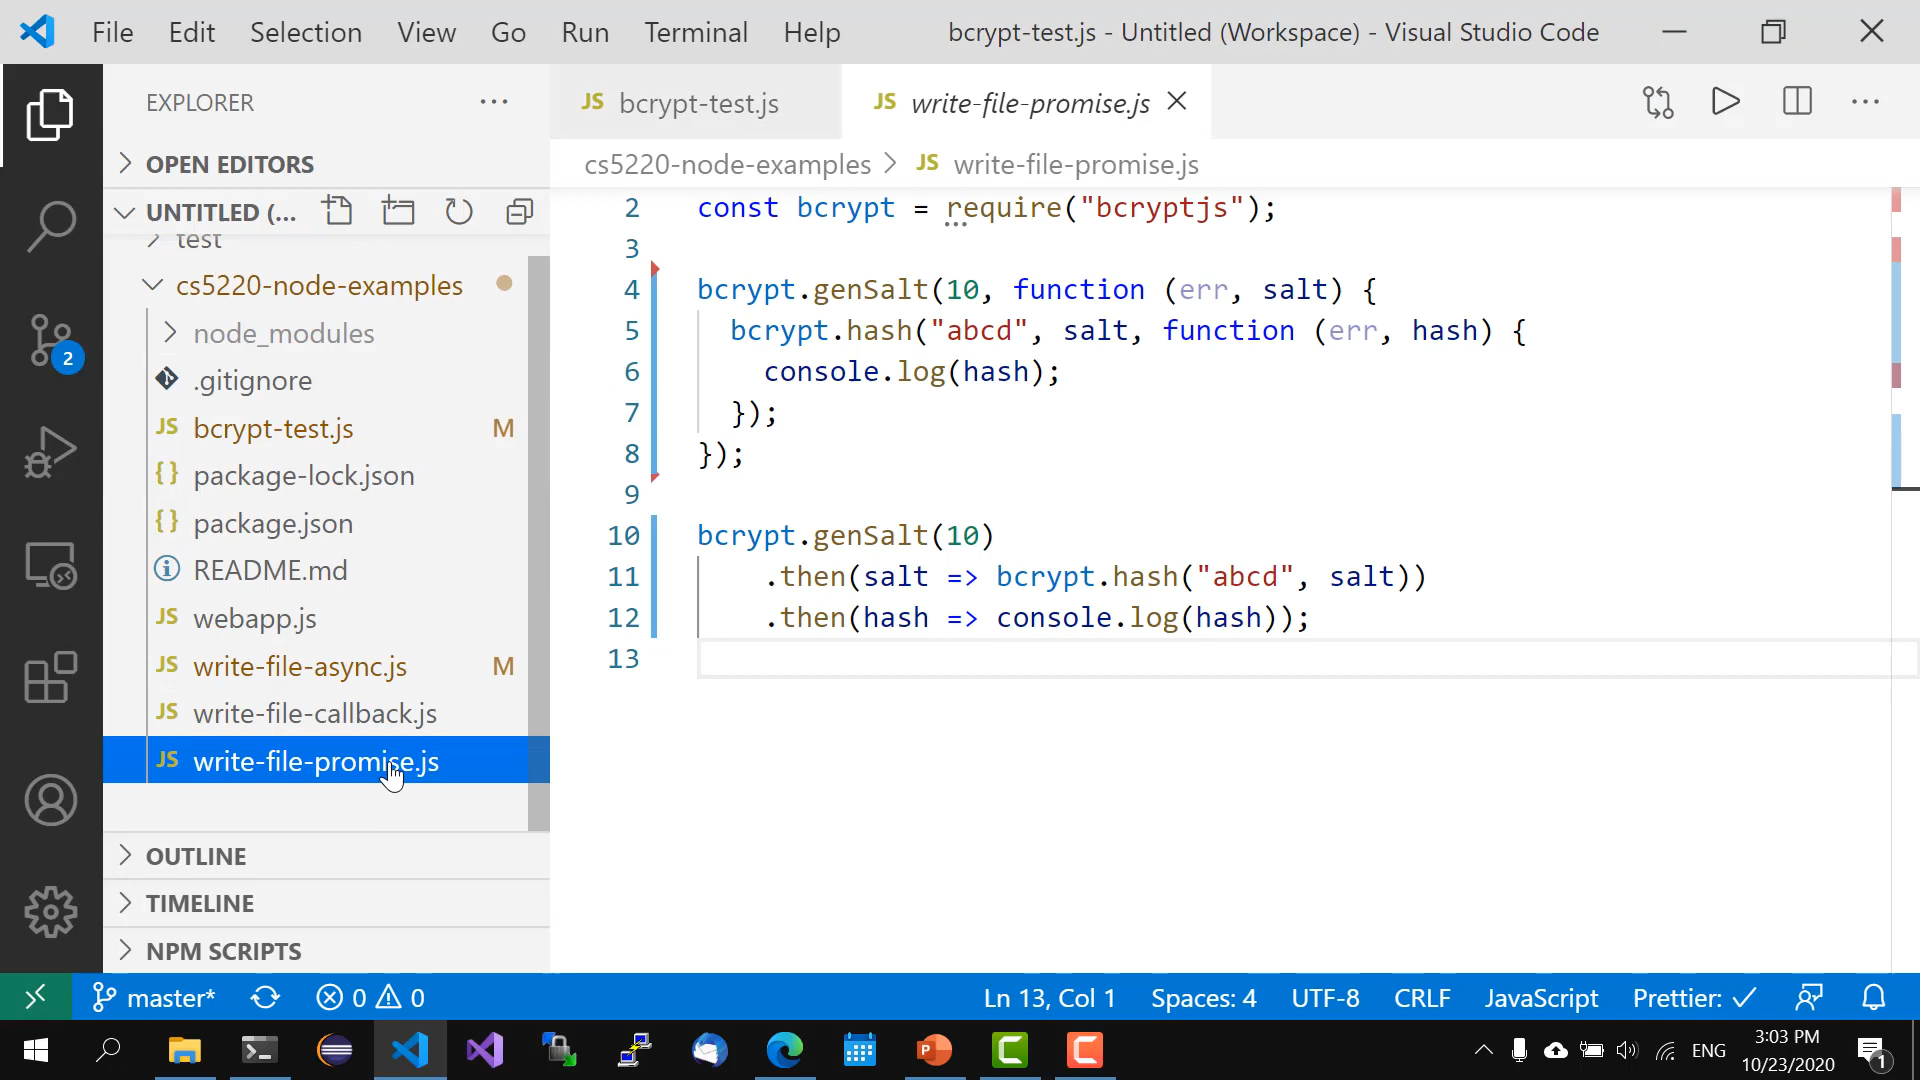 File Edit Selection View Go Run Terminal Help bcrypt-test.js - Untitled (Workspace) - Visual Studio Code
EXPLORER
OPEN EDITORS
UNTITLED (...
test
cs5220-node-examples
node_modules
.gitignore
JS bcrypt-test.js M
{} package-lock.json
{} package.json
README.md
JS webapp.js
JS write-file-async.js M
JS write-file-callback.js
JS write-file-promise.js
OUTLINE
TIMELINE
NPM SCRIPTS
2
JS bcrypt-test.js JS write-file-promise.js
cs5220-node-examples > JS write-file-promise.js
2 const bcrypt = require("bcryptjs");
3
4 bcrypt.genSalt(10, function (err, salt) {
5 bcrypt.hash("abcd", salt, function (err, hash) {
6 console.log(hash);
7 });
8 });
9
10 bcrypt.genSalt(10)
11 .then(salt => bcrypt.hash("abcd", salt))
12 .then(hash => console.log(hash));
13
master* 0 0 Ln 13, Col 1 Spaces: 4 UTF-8 CRLF JavaScript Prettier: ✓
ENG 3:03 PM
10/23/2020
1